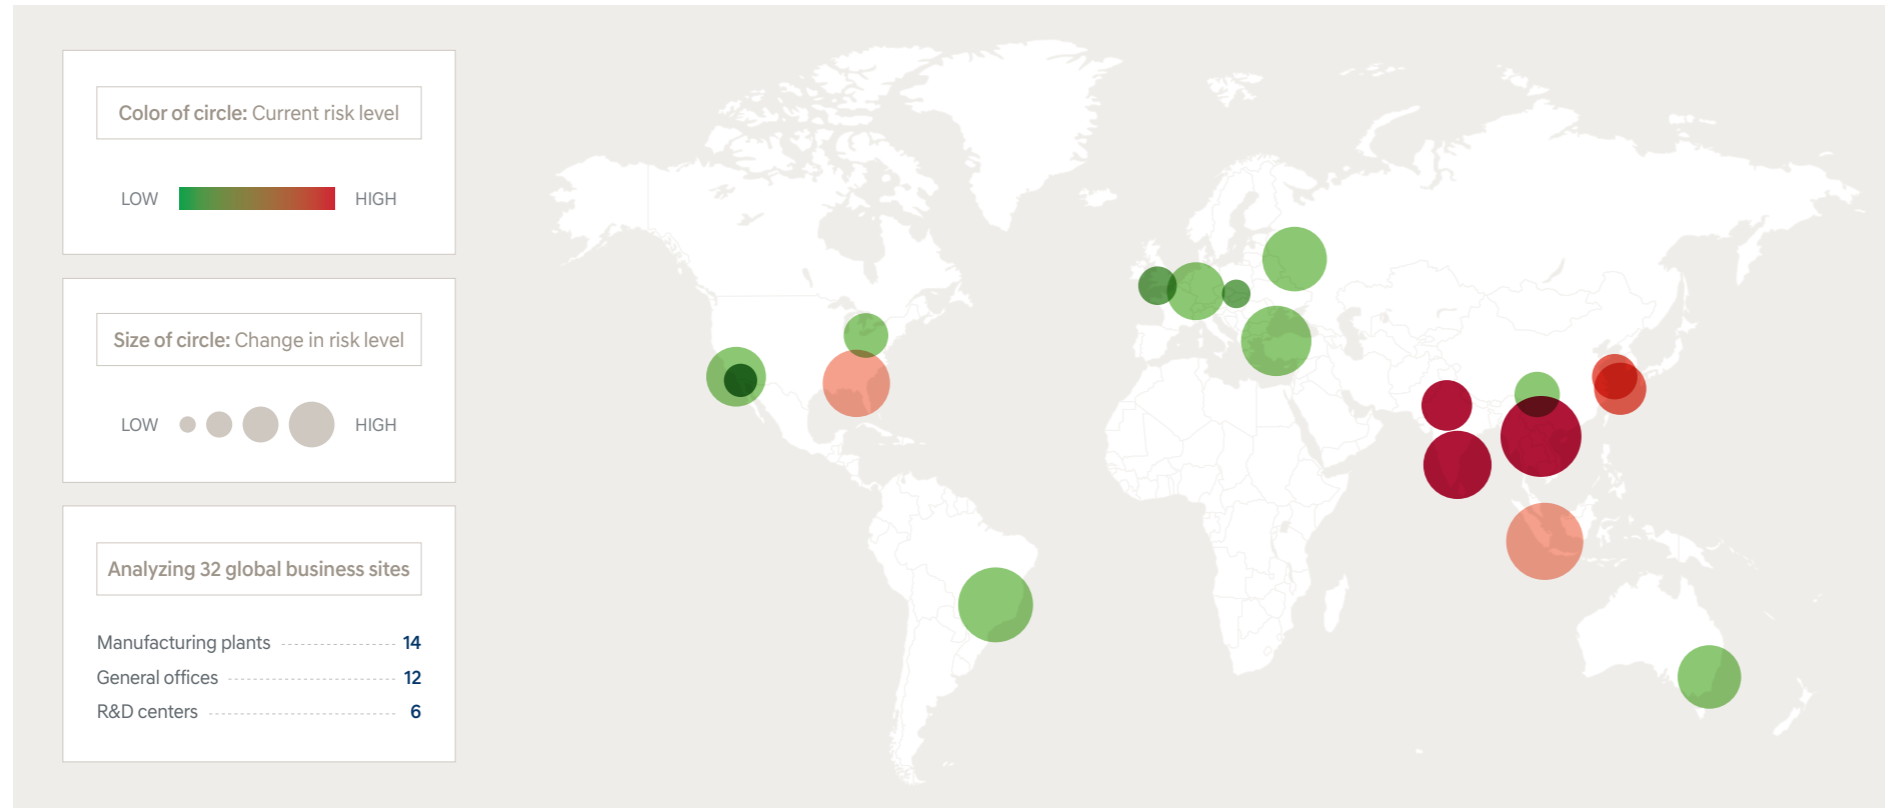 Color of circle: Current risk level
LOW HIGH
Size of circle: Change in risk level
LOW HIGH
Analyzing 32 global business sites
Manufacturing plants 14
General offices 12
R&D centers 6